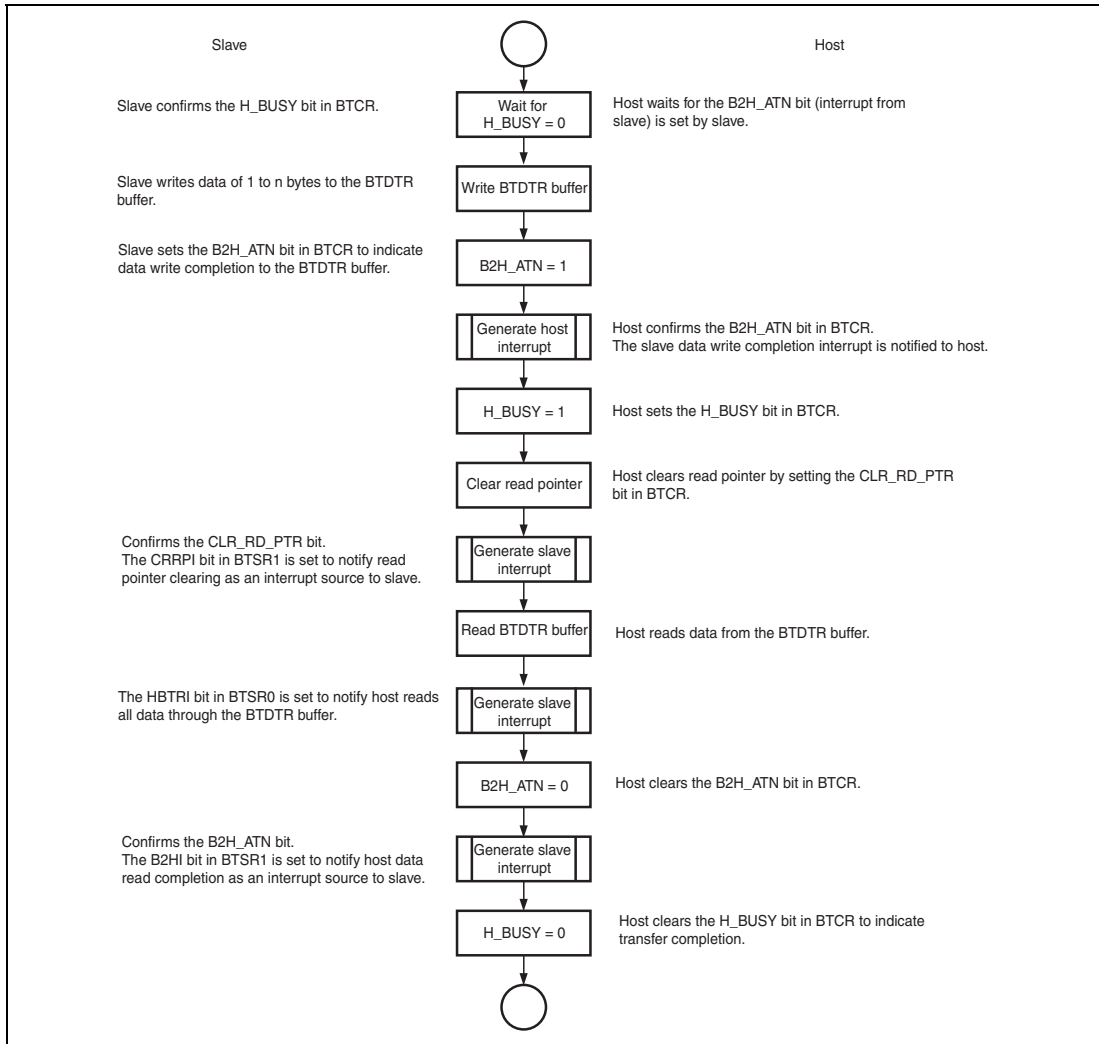 Slave
Host
Slave confirms the H_BUSY bit in BTCR.
Wait for
H_BUSY = 0
Host waits for the B2H_ATN bit (interrupt from
slave) is set by slave.
Slave writes data of 1 to n bytes to the BTDTR
buffer.
Write BTDTR buffer
Slave sets the B2H_ATN bit in BTCR to indicate
data write completion to the BTDTR buffer.
B2H_ATN = 1
Generate host
interrupt
Host confirms the B2H_ATN bit in BTCR.
The slave data write completion interrupt is notified to host.
H_BUSY = 1
Host sets the H_BUSY bit in BTCR.
Clear read pointer
Host clears read pointer by setting the CLR_RD_PTR
bit in BTCR.
Confirms the CLR_RD_PTR bit.
The CRRPI bit in BTSR1 is set to notify read
pointer clearing as an interrupt source to slave.
Generate slave
interrupt
Read BTDTR buffer
Host reads data from the BTDTR buffer.
The HBTRI bit in BTSR0 is set to notify host reads
all data through the BTDTR buffer.
Generate slave
interrupt
B2H_ATN = 0
Host clears the B2H_ATN bit in BTCR.
Confirms the B2H_ATN bit.
The B2HI bit in BTSR1 is set to notify host data
read completion as an interrupt source to slave.
Generate slave
interrupt
H_BUSY = 0
Host clears the H_BUSY bit in BTCR to indicate
transfer completion.